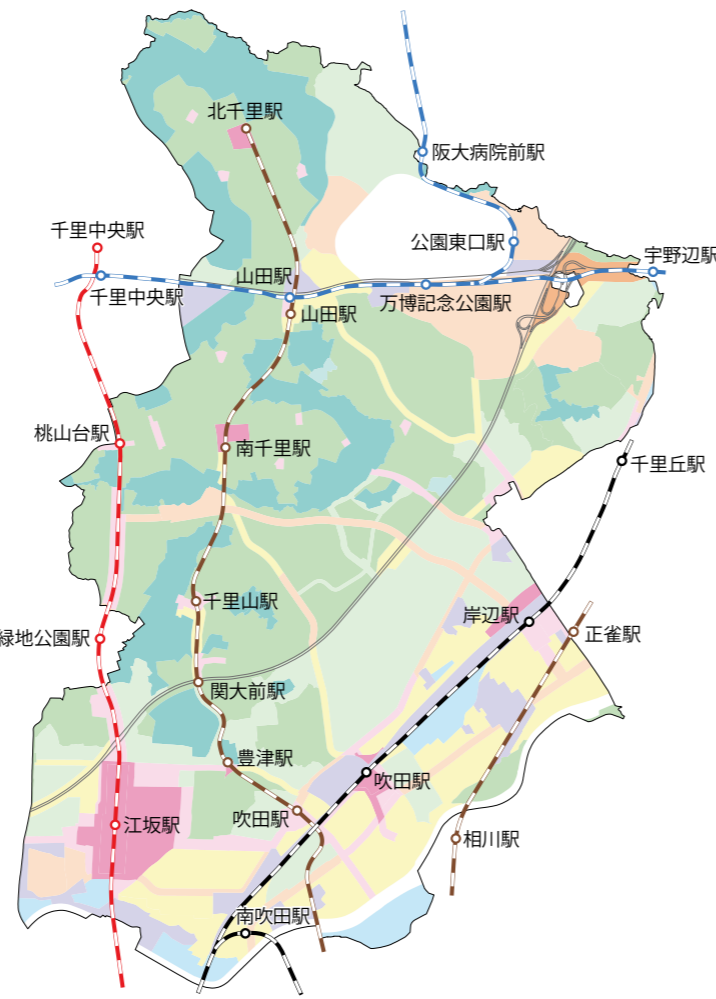 北千里駅
阪大病院前駅
千里中央駅
公園東口駅
宇野辺駅
山田駅
千里中央駅
万博記念公園駅
山田駅
桃山台駅
南千里駅
千里丘駅
千里山駅
岸辺駅
正雀駅
緑地公園駅
関大前駅
豊津駅
吹田駅
吹田駅
江坂駅
相川駅
南吹田駅